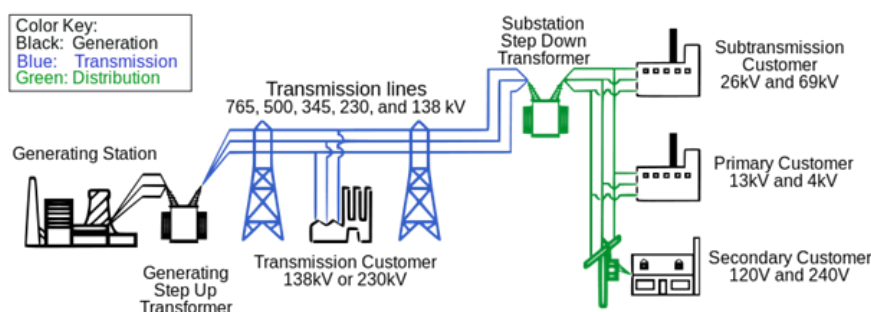 Color Key:
Black: Generation
Blue: Transmission
Green: Distribution
Substation
Step Down
Transformer
Subtransmission
Customer
26kV and 69kV
Transmission lines
765, 500, 345, 230, and 138 kV
Generating Station
Primary Customer
13kV and 4kV
Transmission Customer
138kV or 230kV
Generating
Step Up
Transformer
Secondary Customer
120V and 240V